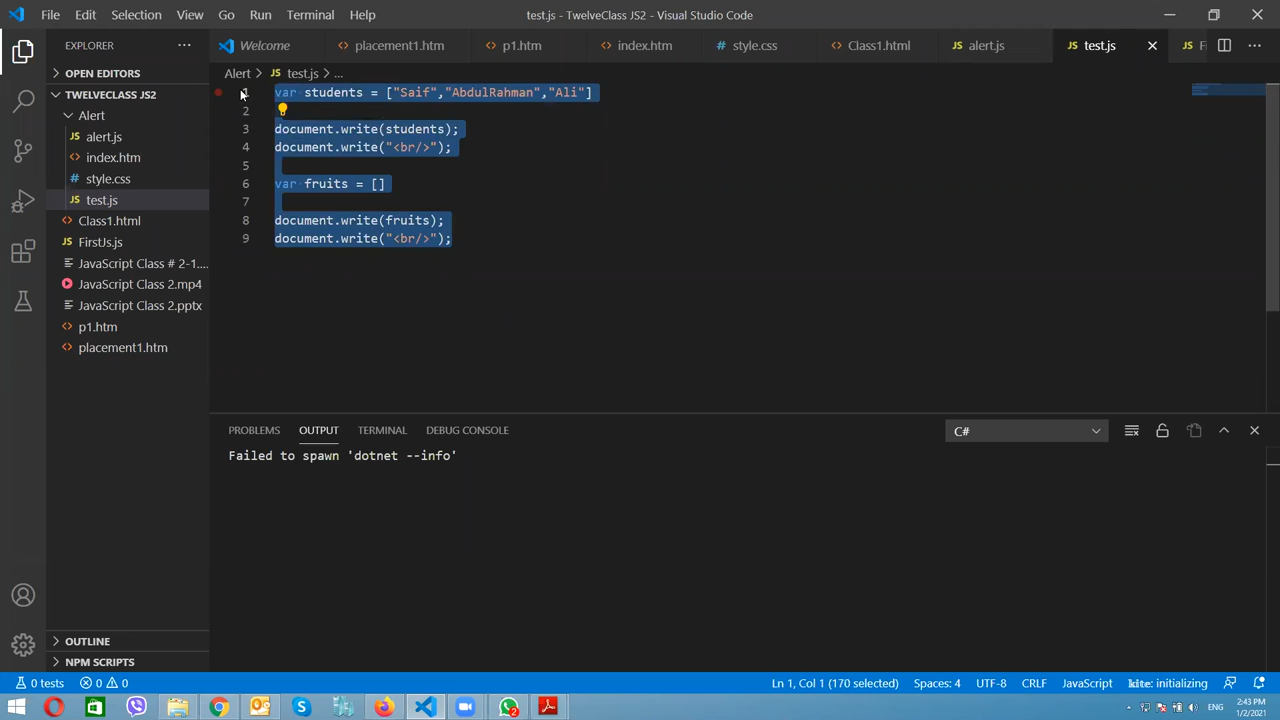 File Edit Selection View Go Run Terminal Help test.js - TwelveClass JS2 - Visual Studio Code
EXPLORER ··· Welcome placement1.htm p1.htm index.htm style.css Class1.html alert.js test.js
OPEN EDITORS
Alert > test.js > ...
TWELVECLASS JS2
Alert
alert.js
index.htm
style.css
test.js
Class1.html
FirstJs.js
JavaScript Class # 2-1....
JavaScript Class 2.mp4
JavaScript Class 2.pptx
p1.htm
placement1.htm
OUTLINE
NPM SCRIPTS
1 var students = ["Saif","AbdulRahman","Ali"]
2
3 document.write(students);
4 document.write("<br/>");
5
6 var fruits = []
7
8 document.write(fruits);
9 document.write("<br/>");
PROBLEMS OUTPUT TERMINAL DEBUG CONSOLE C#
Failed to spawn 'dotnet --info'
0 tests 0 0 Ln 1, Col 1 (170 selected) Spaces: 4 UTF-8 CRLF JavaScript kite: initializing
ENG 2:43 PM
1/2/2021